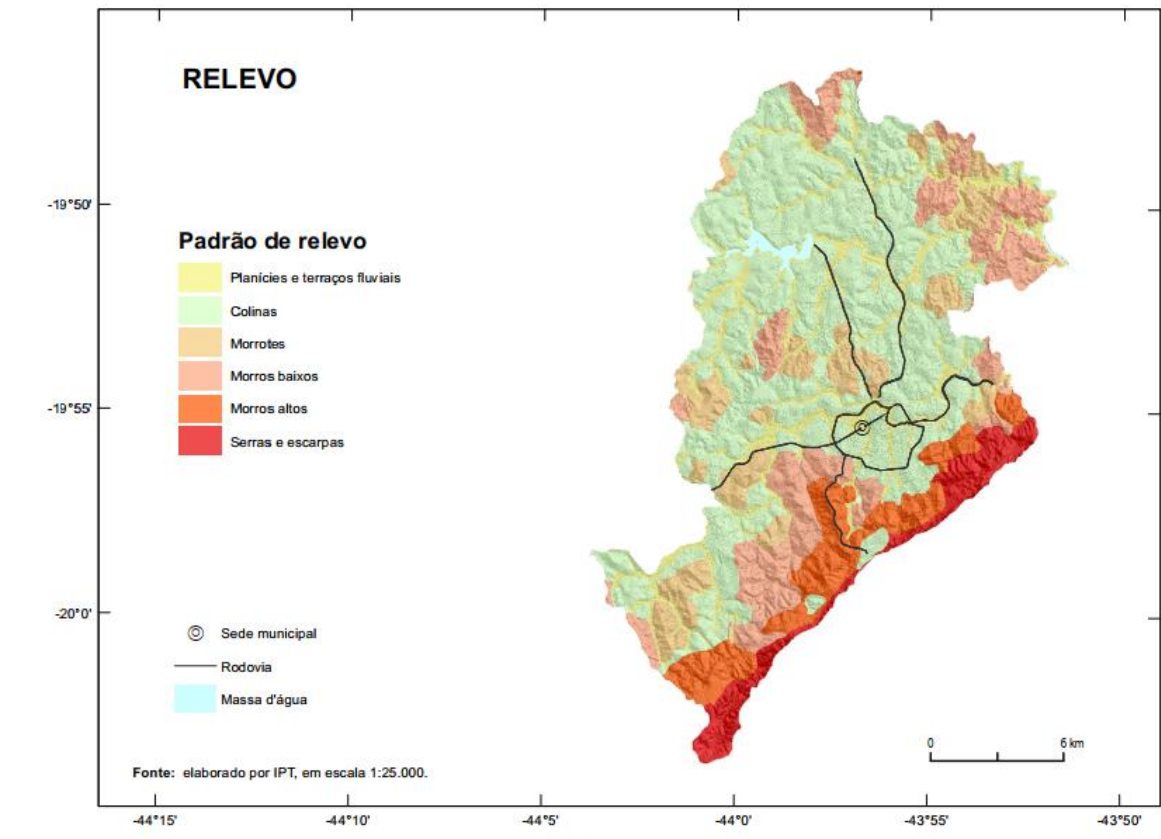 RELEVO
-19°50'
Padrão de relevo
Planícies e terraços fluviais
Colinas
Morrotes
Morros baixos
-19°55'
Morros altos
Serras e escarpas
-20°0'
Sede municipal
Rodovia
Massa d'água
0 6 km
Fonte: elaborado por IPT, em escala 1:25.000.
-44°15' -44°10' -44°5' -44°0' -43°55' -43°50'